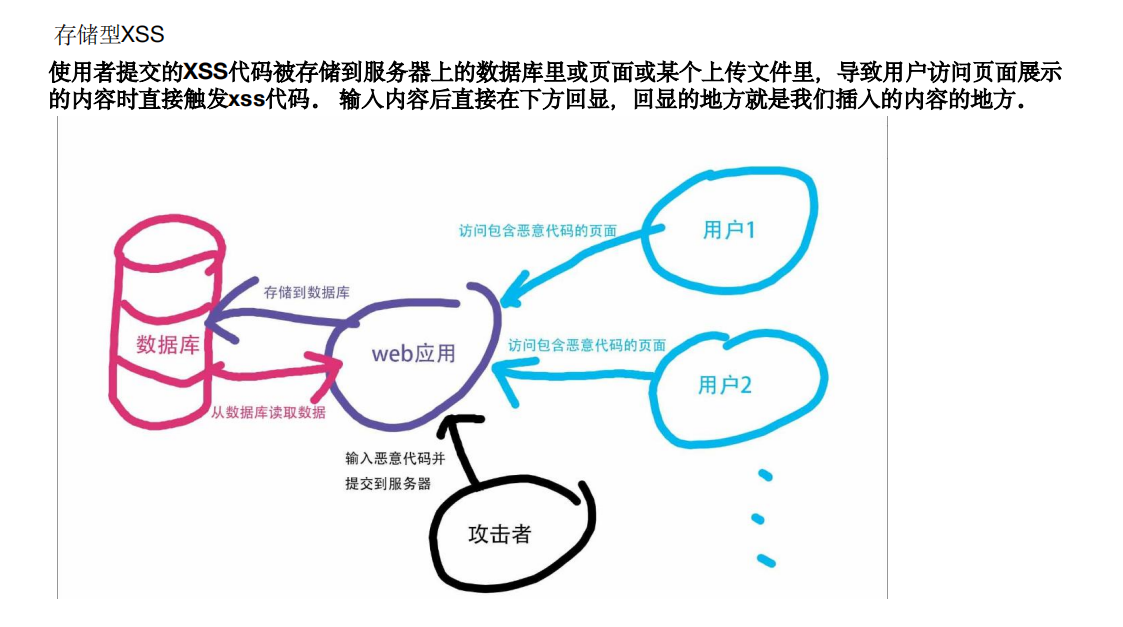 存储型XSS
使用者提交的XSS代码被存储到服务器上的数据库里或页面或某个上传文件里，导致用户访问页面展示
的内容时直接触发xss代码． 输入内容后直接在下方回显，回显的地方就是我们插入的内容的地方．
用户1
访问包含恶意代码的页面
存储到数据库
数据库
web应用
访问包含恶意代码的页面
用户2
从数据库读取数据
输入恶意代码并
提交到服务器
攻击者